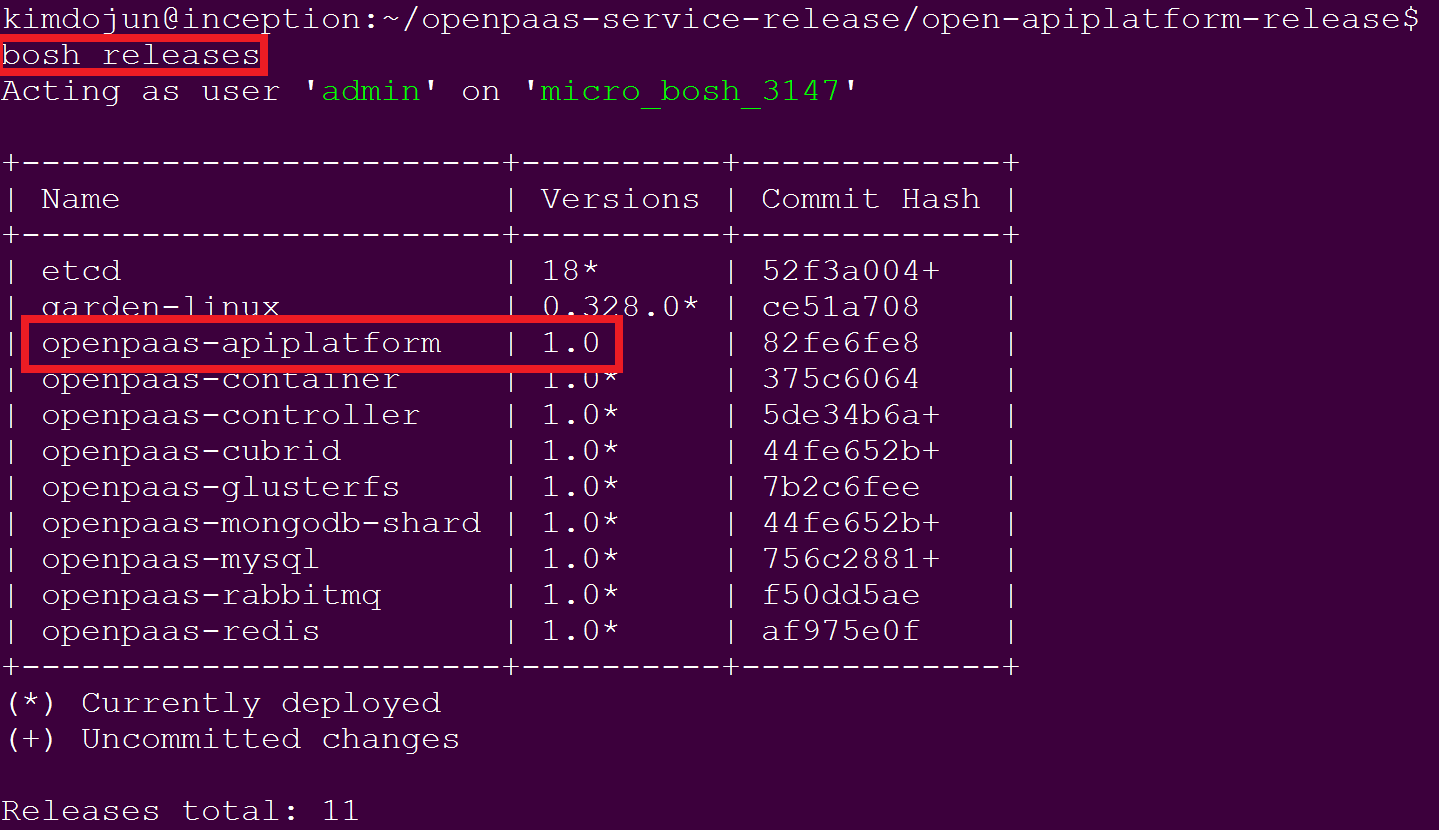 kimdojun@inception:~/openpaas-service-release/open-apiplatform-release$
bosh releases
Acting as user 'admin' on 'micro_bosh_3147'
+------------------------+----------+-------------+
| Name                   | Versions | Commit Hash |
+------------------------+----------+-------------+
| etcd                   | 18*      | 52f3a004+   |
| garden-linux           | 0.328.0* | ce51a708    |
| openpaas-apiplatform   | 1.0      | 82fe6fe8    |
| openpaas-container     | 1.0*     | 375c6064    |
| openpaas-controller    | 1.0*     | 5de34b6a+   |
| openpaas-cubrid        | 1.0*     | 44fe652b+   |
| openpaas-glusterfs     | 1.0*     | 7b2c6fee    |
| openpaas-mongodb-shard | 1.0*     | 44fe652b+   |
| openpaas-mysql         | 1.0*     | 756c2881+   |
| openpaas-rabbitmq      | 1.0*     | f50dd5ae    |
| openpaas-redis         | 1.0*     | af975e0f    |
+------------------------+----------+-------------+
(*) Currently deployed
(+) Uncommitted changes
Releases total: 11